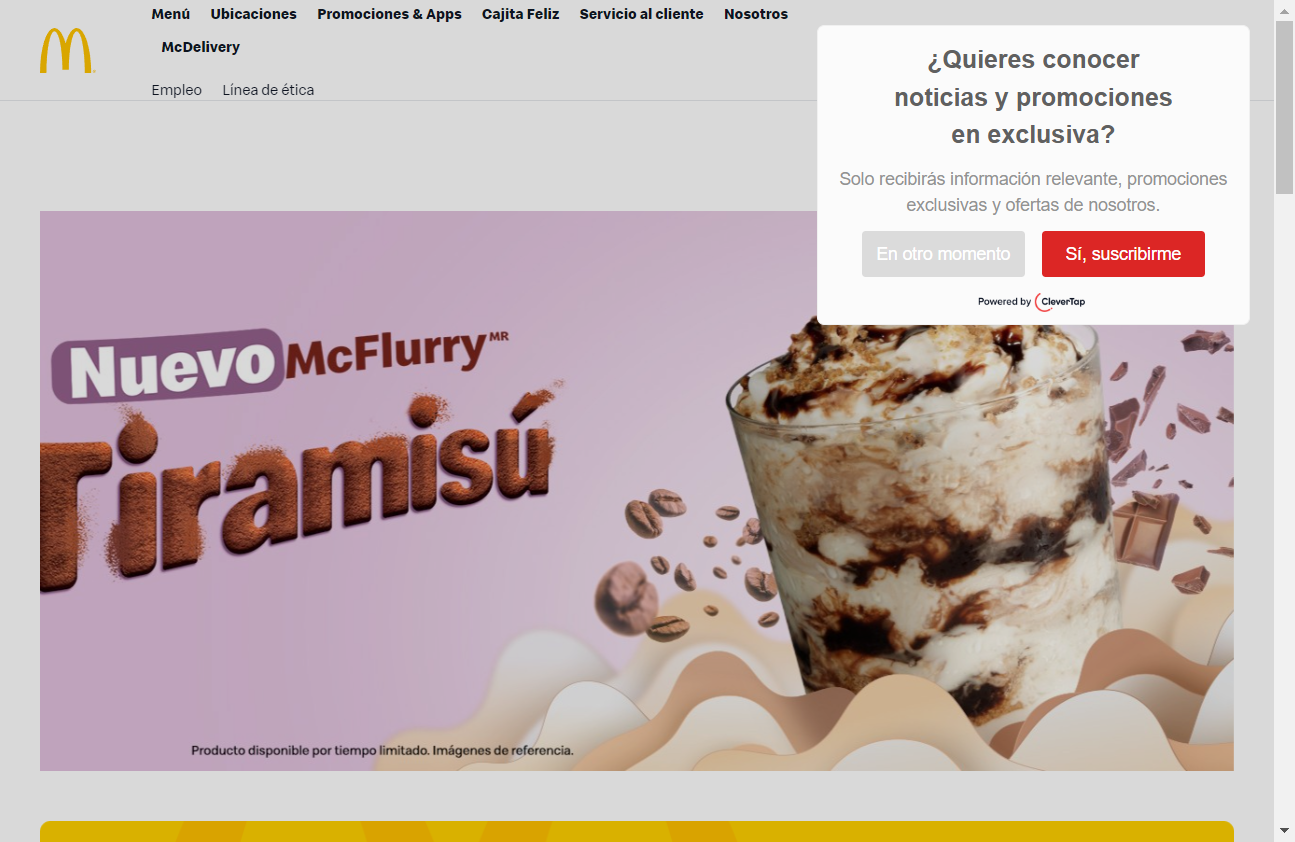 Menú Ubicaciones Promociones & Apps Cajita Feliz Servicio al cliente Nosotros
McDelivery
Empleo Línea de ética
¿Quieres conocer
noticias y promociones
en exclusiva?
Solo recibirás información relevante, promociones
exclusivas y ofertas de nosotros.
En otro momento Sí, suscribirme
Powered by CleverTap
Nuevo McFlurry MR
Tiramisú
Producto disponible por tiempo limitado. Imágenes de referencia.